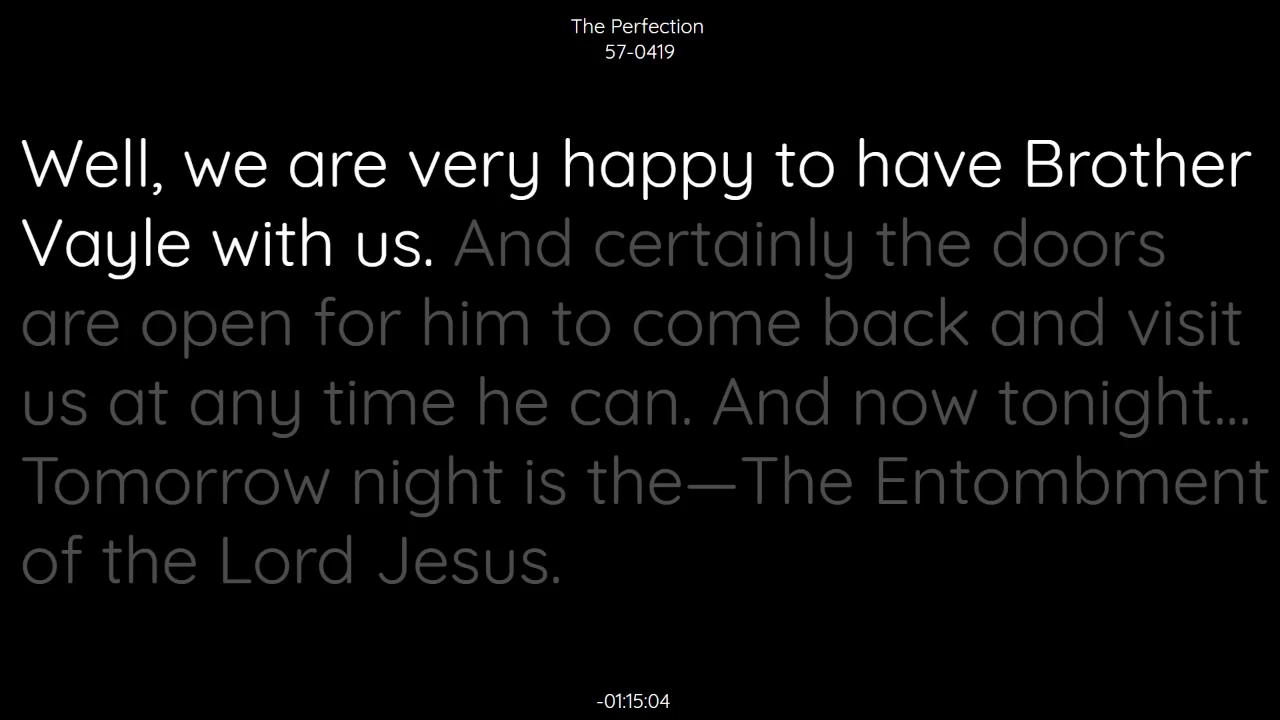 The Perfection
57-0419
Well, we are very happy to have Brother
Vayle with us. And certainly the doors
are open for him to come back and visit
us at any time he can. And now tonight...
Tomorrow night is the—The Entombment
of the Lord Jesus.
-01:15:04